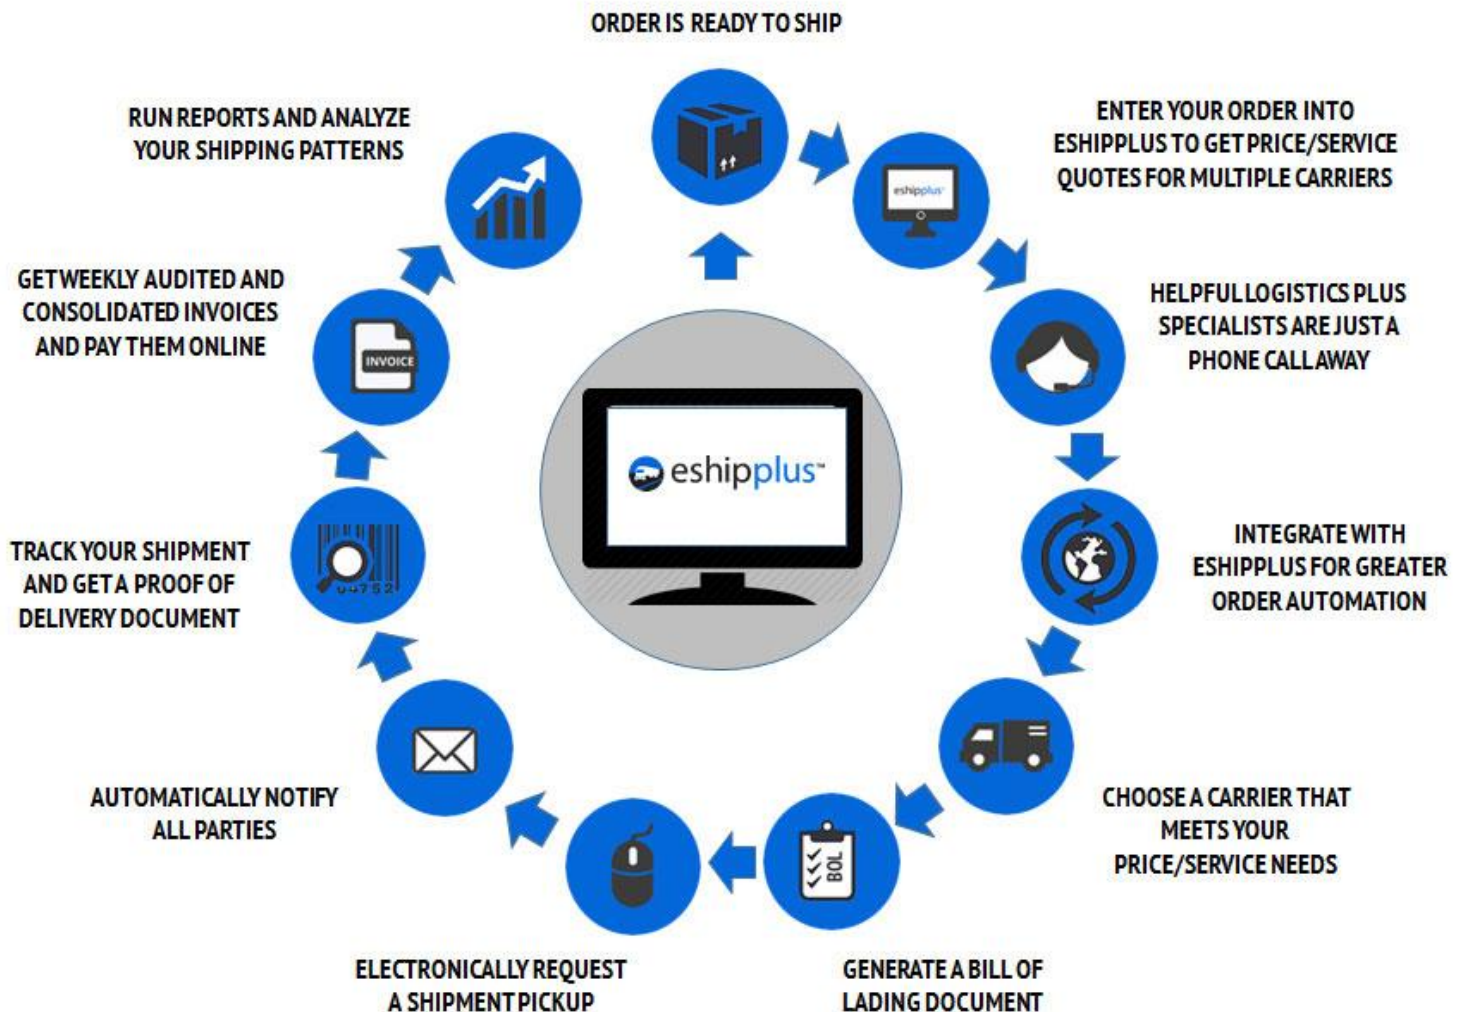 ORDER IS READY TO SHIP
ENTER YOUR ORDER INTO
ESHIPPLUS TO GET PRICE/SERVICE
QUOTES FOR MULTIPLE CARRIERS
eshipplus™
HELPFUL LOGISTICS PLUS
SPECIALISTS ARE JUST A
PHONE CALL AWAY
INTEGRATE WITH
ESHIPPLUS FOR GREATER
ORDER AUTOMATION
CHOOSE A CARRIER THAT
MEETS YOUR
PRICE/SERVICE NEEDS
BOL
GENERATE A BILL OF
LADING DOCUMENT
ELECTRONICALLY REQUEST
A SHIPMENT PICKUP
AUTOMATICALLY NOTIFY
ALL PARTIES
04752
TRACK YOUR SHIPMENT
AND GET A PROOF OF
DELIVERY DOCUMENT
INVOICE
GET WEEKLY AUDITED AND
CONSOLIDATED INVOICES
AND PAY THEM ONLINE
RUN REPORTS AND ANALYZE
YOUR SHIPPING PATTERNS
eshipplus™